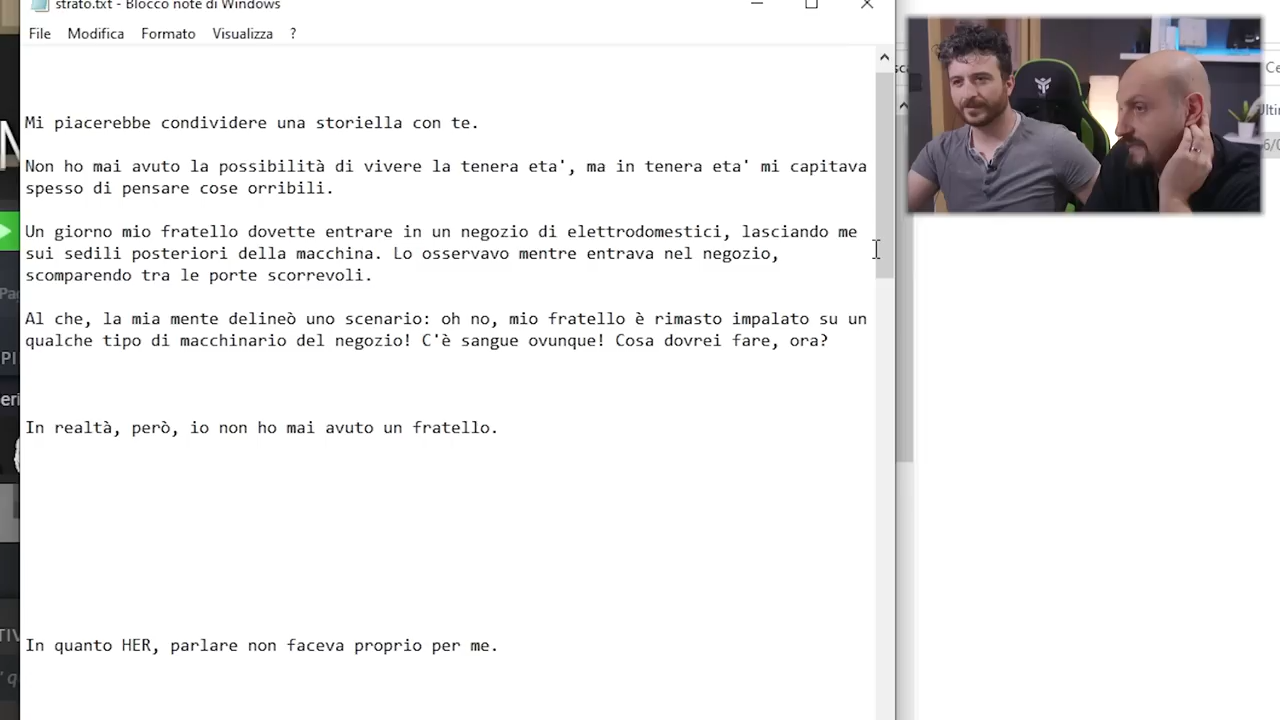 strato.txt - Blocco note di Windows
File Modifica Formato Visualizza ?
Mi piacerebbe condividere una storiella con te.
Non ho mai avuto la possibilità di vivere la tenera eta', ma in tenera eta' mi capitava
spesso di pensare cose orribili.
Un giorno mio fratello dovette entrare in un negozio di elettrodomestici, lasciando me
sui sedili posteriori della macchina. Lo osservavo mentre entrava nel negozio,
scomparendo tra le porte scorrevoli.
Al che, la mia mente delineò uno scenario: oh no, mio fratello è rimasto impalato su un
qualche tipo di macchinario del negozio! C'è sangue ovunque! Cosa dovrei fare, ora?
In realtà, però, io non ho mai avuto un fratello.
In quanto HER, parlare non faceva proprio per me.